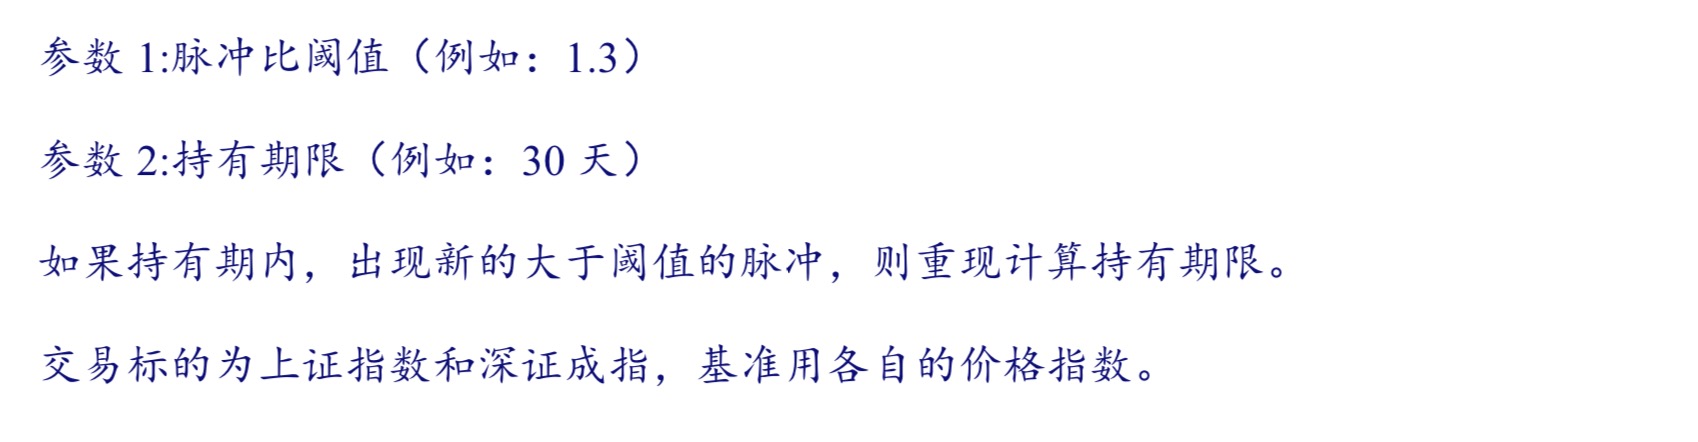 参数 1:脉冲比阈值（例如：1.3）
参数 2:持有期限（例如：30 天）
如果持有期内，出现新的大于阈值的脉冲，则重现计算持有期限。
交易标的为上证指数和深证成指，基准用各自的价格指数。